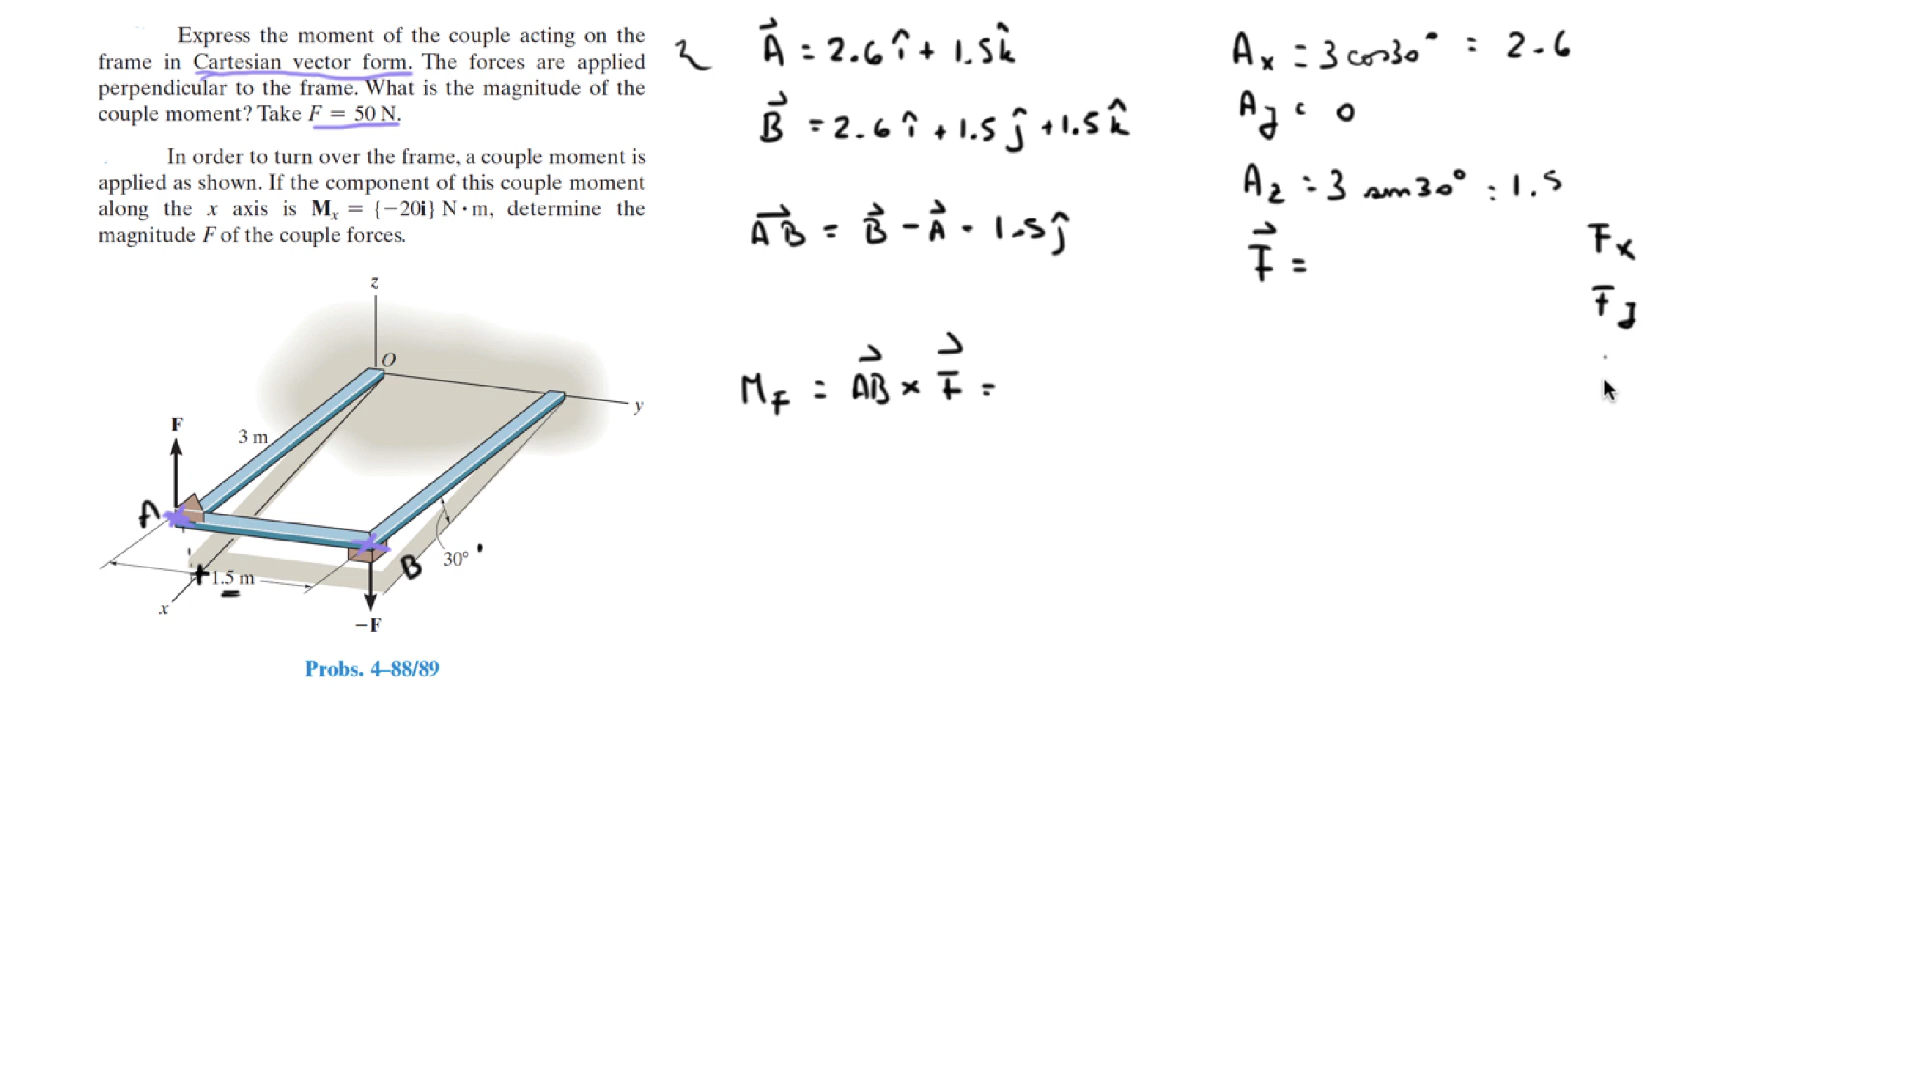 Express the moment of the couple acting on the
frame in Cartesian vector form. The forces are applied
perpendicular to the frame. What is the magnitude of the
couple moment? Take F = 50 N.
In order to turn over the frame, a couple moment is
applied as shown. If the component of this couple moment
along the x axis is Mx = {−20i} N·m, determine the
magnitude F of the couple forces.
z
O
y
F
3 m
A
B
30°
1.5 m
x
−F
Probs. 4–88/89
A⃗ = 2.6 î + 1.5 k̂
B⃗ = 2.6 î + 1.5 ĵ + 1.5 k̂
AB⃗ = B⃗ − A⃗ = 1.5 ĵ
M_F = AB⃗ × F⃗ =
Ax = 3 cos30° = 2.6
Ay = 0
Az = 3 sin30° = 1.5
F⃗ =
Fx
Fy